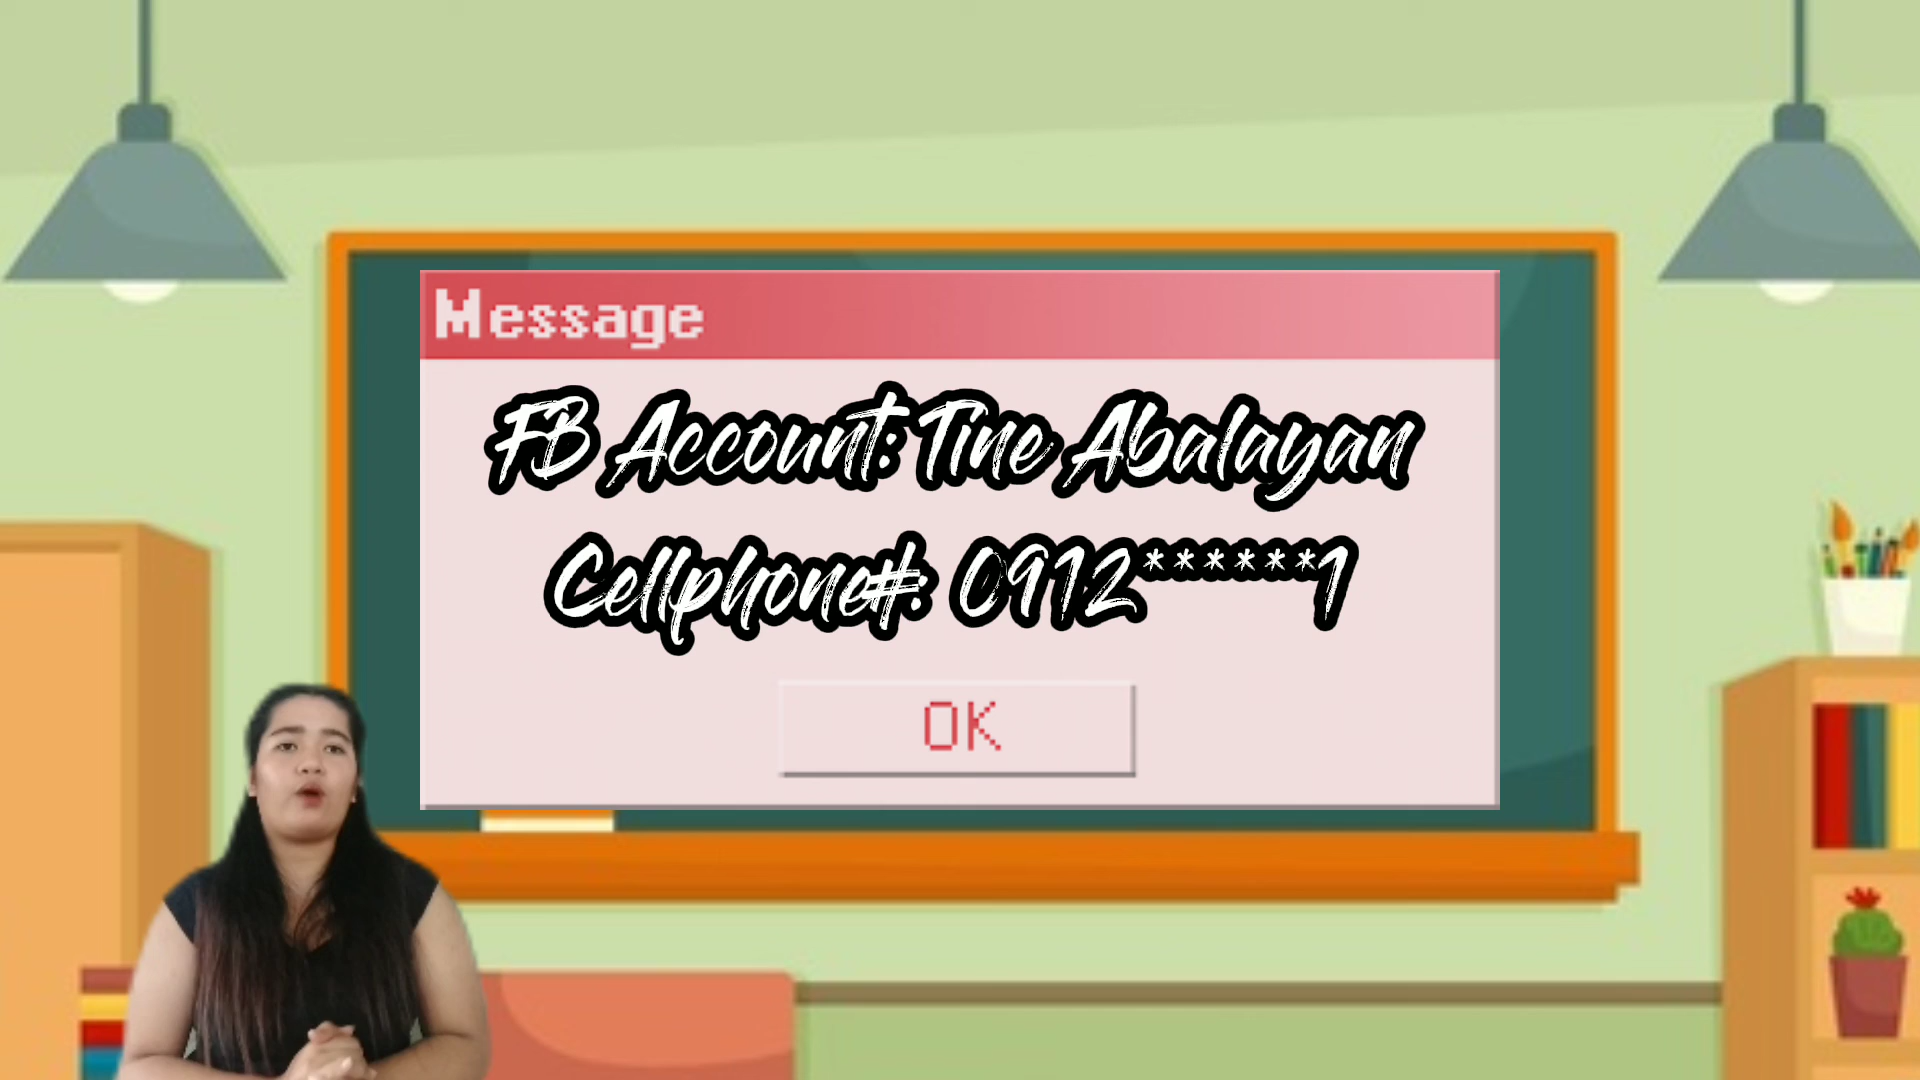 Message
FB Account: Tine Abalayan
Cellphone#: 0912******1
OK